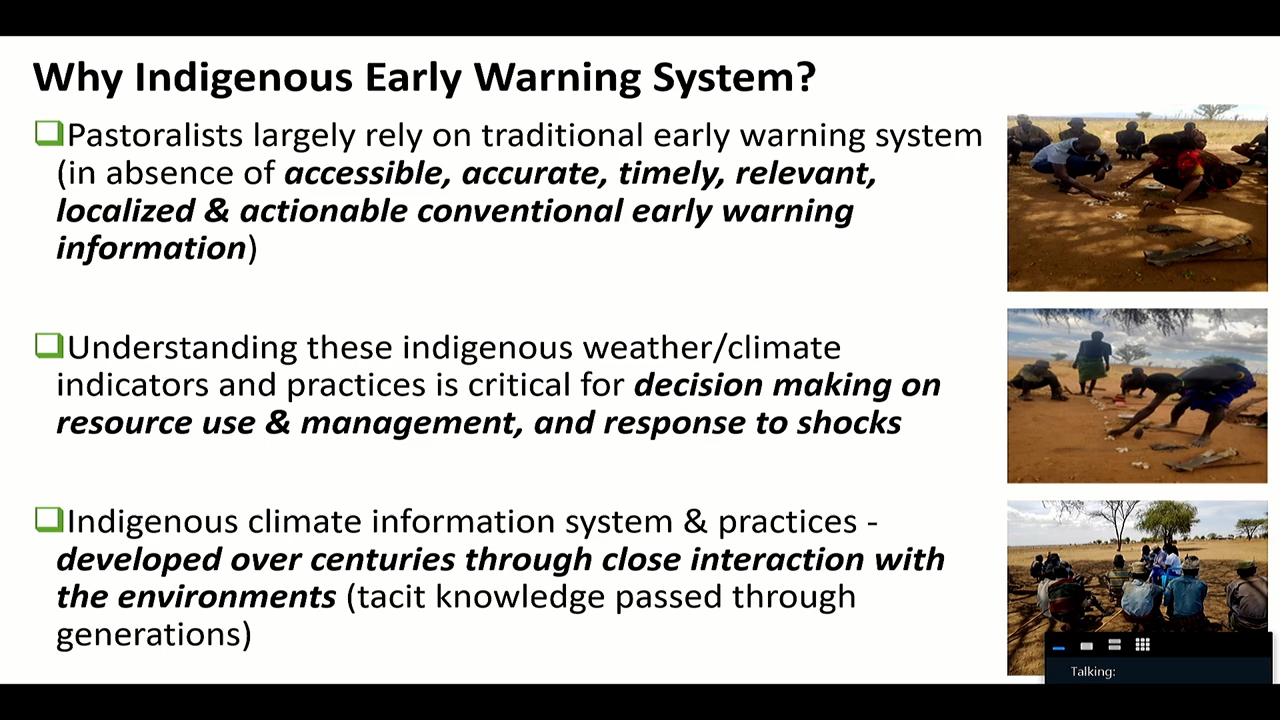 Why Indigenous Early Warning System?
Pastoralists largely rely on traditional early warning system
(in absence of accessible, accurate, timely, relevant,
localized & actionable conventional early warning
information)
Understanding these indigenous weather/climate
indicators and practices is critical for decision making on
resource use & management, and response to shocks
Indigenous climate information system & practices -
developed over centuries through close interaction with
the environments (tacit knowledge passed through
generations)
Talking: